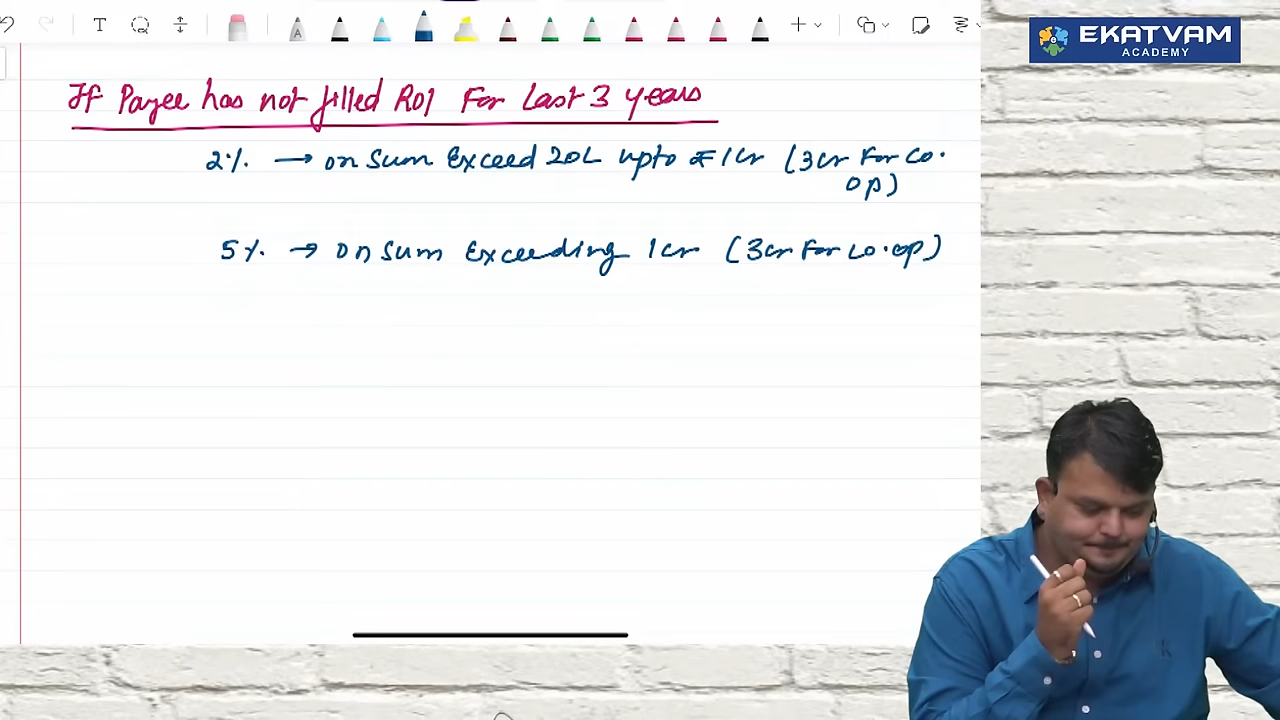 EKATVAM
ACADEMY
If Payee has not filled ROI For Last 3 years
2% → on Sum Exceed 20L upto ₹ 1Cr (3Cr For Co.
op)
5% → on Sum Exceeding 1Cr (3Cr For Co.op)